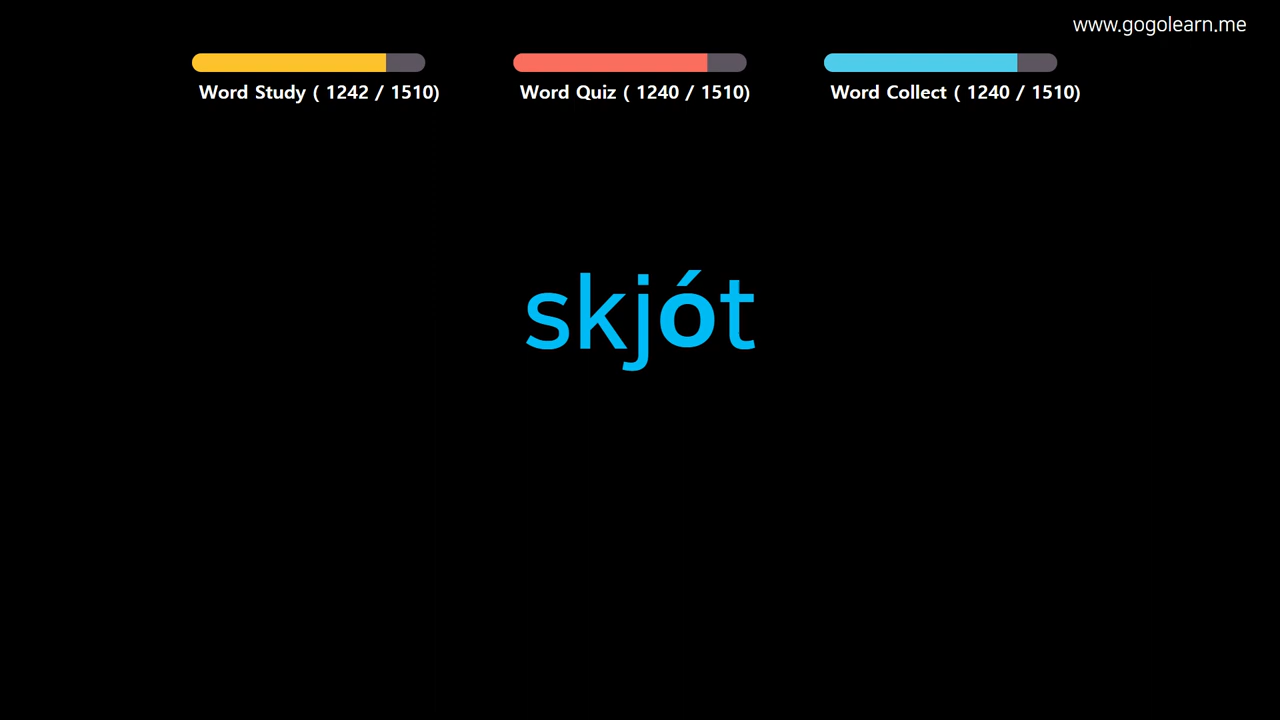 www.gogolearn.me
Word Study ( 1242 / 1510)
Word Quiz ( 1240 / 1510)
Word Collect ( 1240 / 1510)
skjót